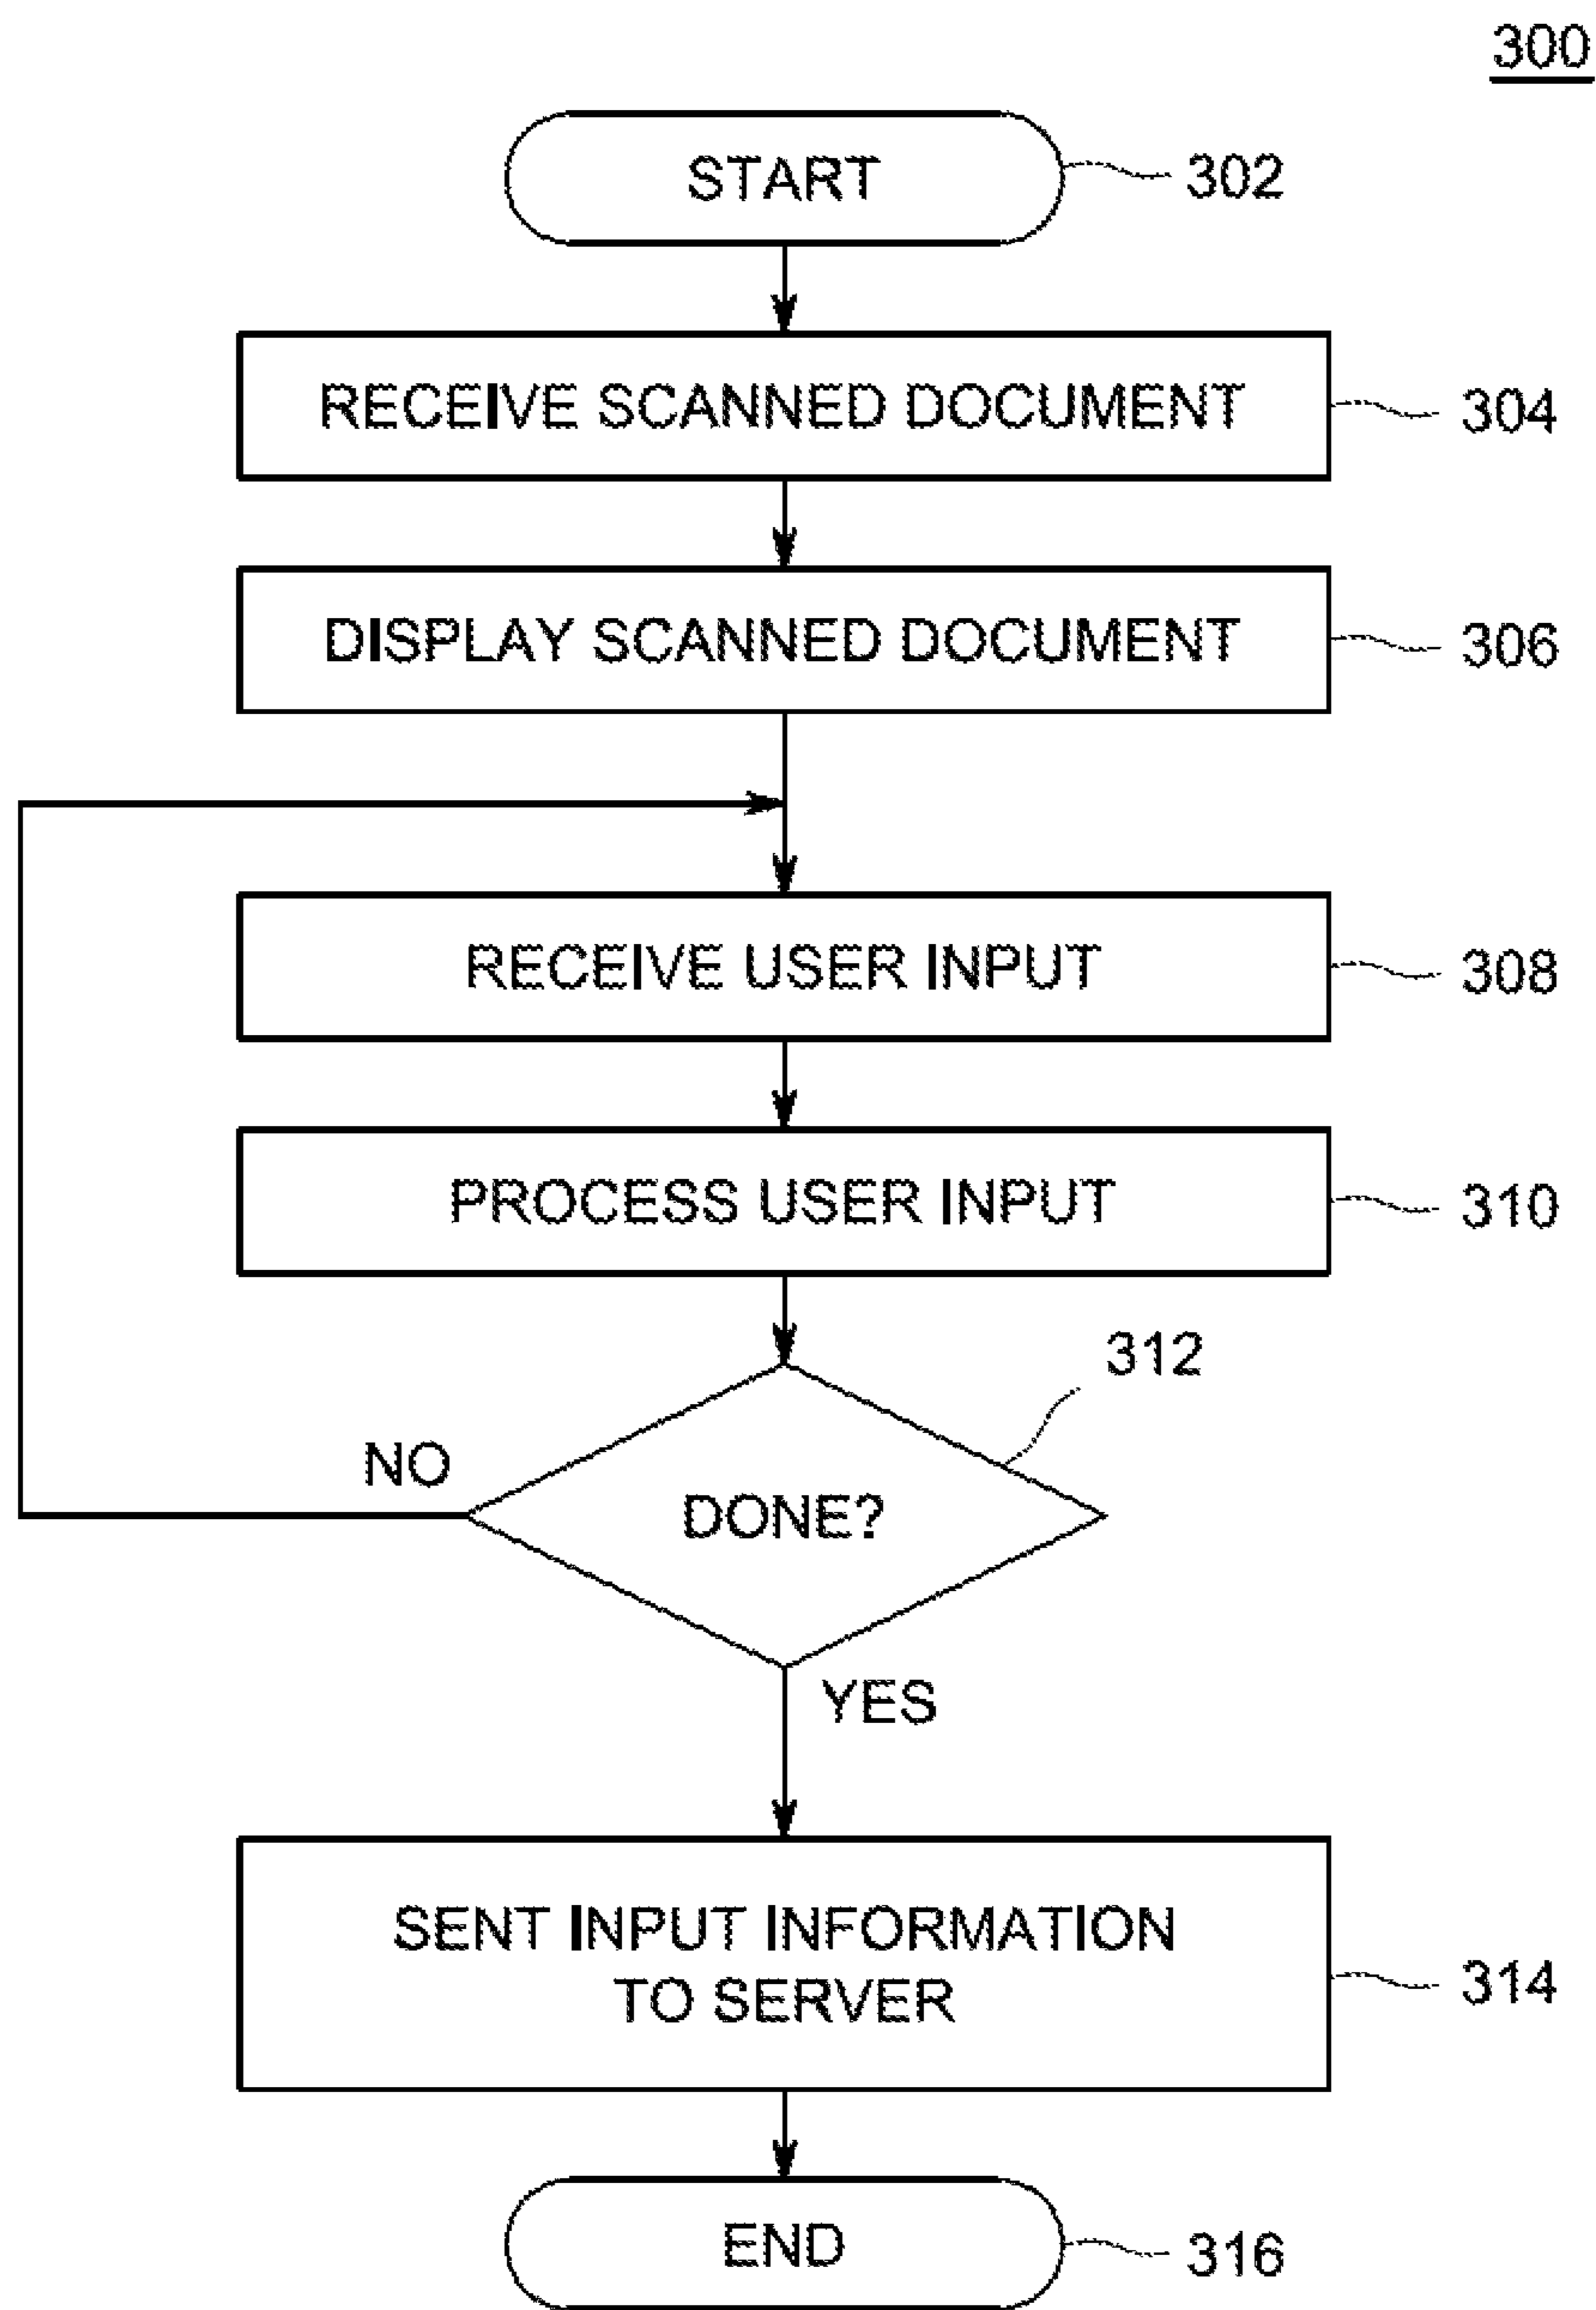 300
START
302
RECEIVE SCANNED DOCUMENT
304
DISPLAY SCANNED DOCUMENT
306
RECEIVE USER INPUT
308
PROCESS USER INPUT
310
312
NO
DONE?
YES
SENT INPUT INFORMATION
TO SERVER
314
END
316